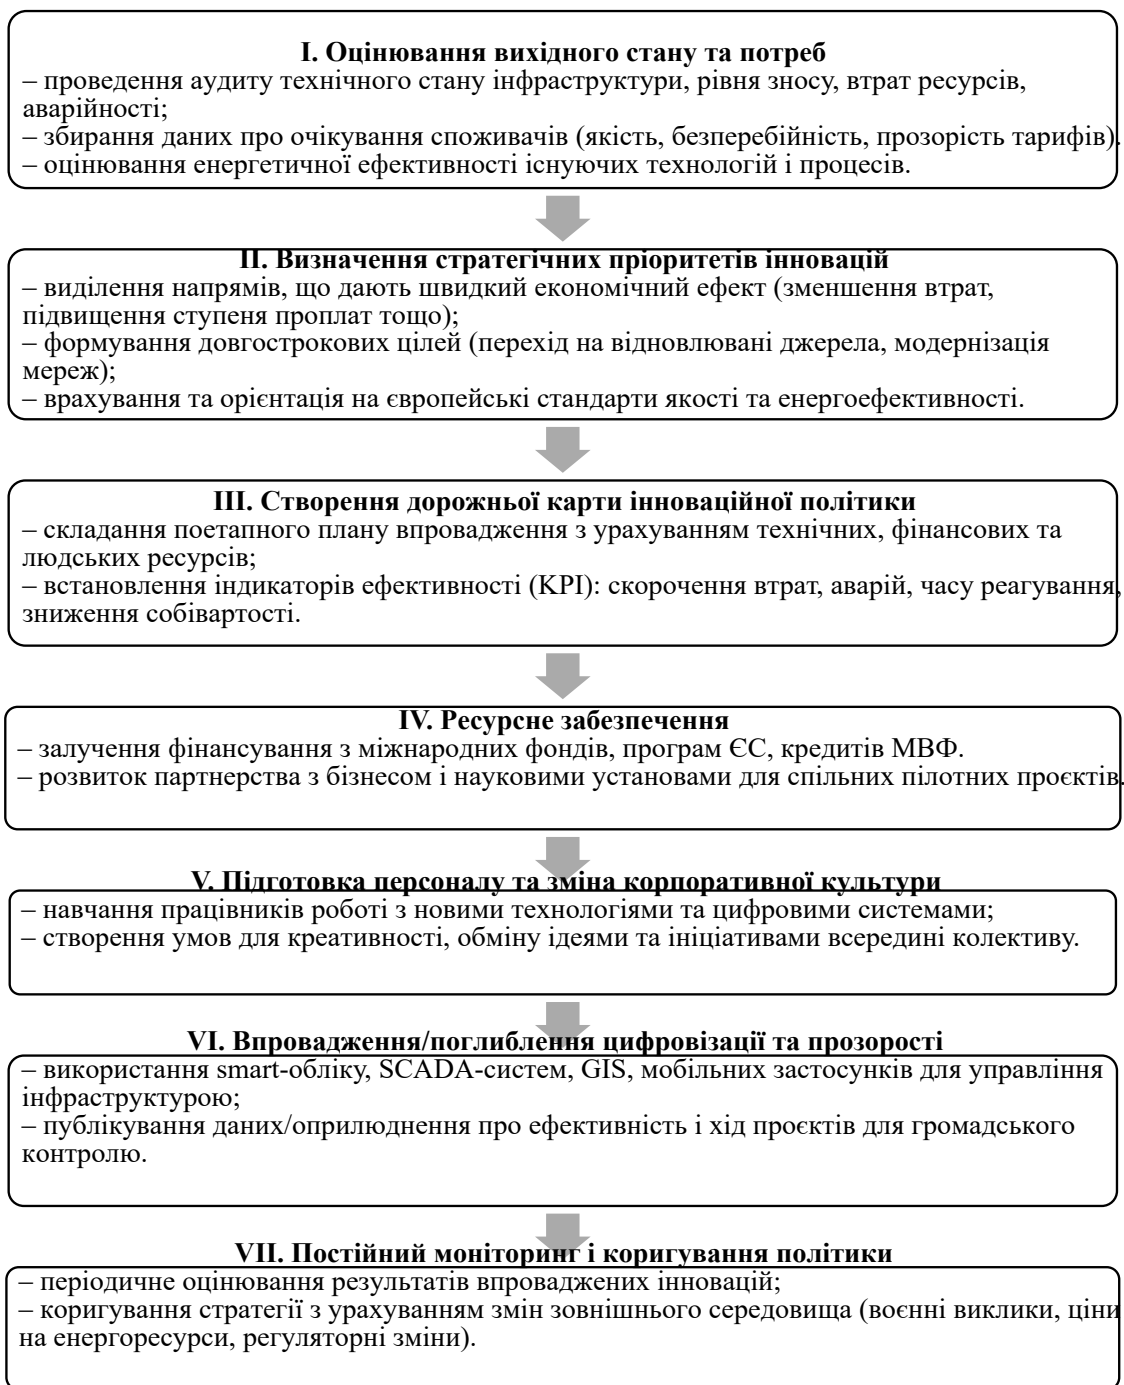 І. Оцінювання вихідного стану та потреб
– проведення аудиту технічного стану інфраструктури, рівня зносу, втрат ресурсів,
аварійності;
– збирання даних про очікування споживачів (якість, безперебійність, прозорість тарифів).
– оцінювання енергетичної ефективності існуючих технологій і процесів.
ІІ. Визначення стратегічних пріоритетів інновацій
– виділення напрямів, що дають швидкий економічний ефект (зменшення втрат,
підвищення ступеня проплат тощо);
– формування довгострокових цілей (перехід на відновлювані джерела, модернізація
мереж);
– врахування та орієнтація на європейські стандарти якості та енергоефективності.
ІІІ. Створення дорожньої карти інноваційної політики
– складання поетапного плану впровадження з урахуванням технічних, фінансових та
людських ресурсів;
– встановлення індикаторів ефективності (KPI): скорочення втрат, аварій, часу реагування,
зниження собівартості.
IV. Ресурсне забезпечення
– залучення фінансування з міжнародних фондів, програм ЄС, кредитів МВФ.
– розвиток партнерства з бізнесом і науковими установами для спільних пілотних проєктів.
V. Підготовка персоналу та зміна корпоративної культури
– навчання працівників роботі з новими технологіями та цифровими системами;
– створення умов для креативності, обміну ідеями та ініціативами всередині колективу.
VI. Впровадження/поглиблення цифровізації та прозорості
– використання smart-обліку, SCADA-систем, GIS, мобільних застосунків для управління
інфраструктурою;
– публікування даних/оприлюднення про ефективність і хід проєктів для громадського
контролю.
VII. Постійний моніторинг і коригування політики
– періодичне оцінювання результатів впроваджених інновацій;
– коригування стратегії з урахуванням змін зовнішнього середовища (воєнні виклики, ціни
на енергоресурси, регуляторні зміни).